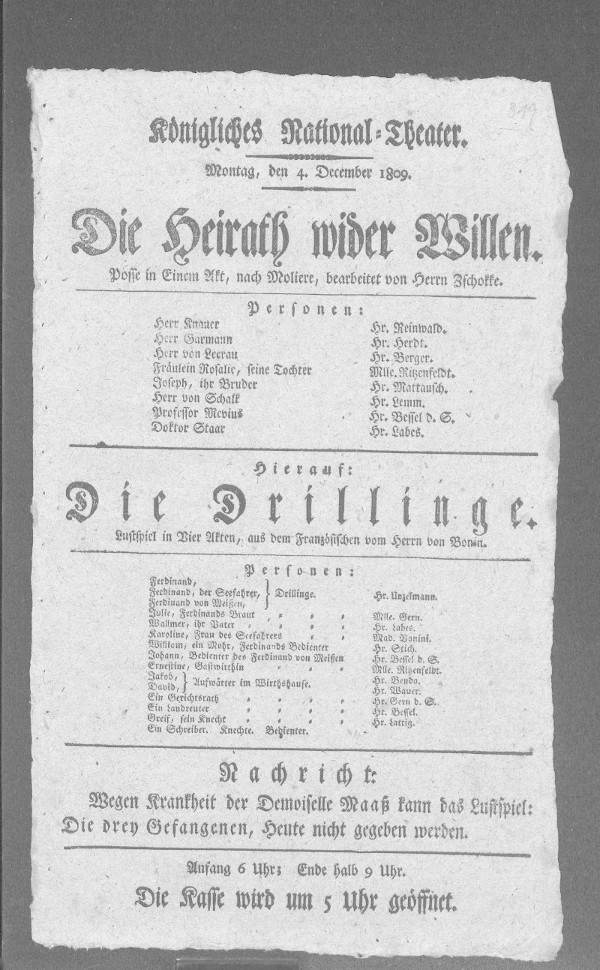 819
Königliches National-Theater.
Montag, den 4. December 1809.
Die Heirath wider Willen.
Posse in Einem Akt, nach Moliere, bearbeitet von Herrn Zschokke.
Personen:
Herr Knauer Hr. Reinwald.
Herr Garmann Hr. Herdt.
Herr von Leerau Hr. Berger.
Fräulein Rosalie, seine Tochter Mlle. Ritzenfeldt.
Joseph, ihr Bruder Hr. Mattausch.
Herr von Schalk Hr. Lemm.
Professor Mevius Hr. Bessel d. S.
Doktor Staar Hr. Labes.
Hierauf:
Die Drillinge.
Lustspiel in Vier Akten, aus dem Französischen vom Herrn von Bonin.
Personen:
Ferdinand,
Ferdinand, der Seefahrer, } Drillinge. Hr. Unzelmann.
Ferdinand von Meißen,
Julie, Ferdinands Braut Mlle. Gern.
Wallmer, ihr Vater Hr. Labes.
Karoline, Frau des Seefahrers Mad. Vanini.
William, ein Mohr, Ferdinands Bedienter Hr. Stich.
Johann, Bedienter des Ferdinand von Meißen Hr. Bessel d. S.
Ernestine, Gastwirthin Mlle. Ritzenfeldt.
Jakob, } Aufwärter im Wirthshause. Hr. Benda.
David, Hr. Wauer.
Ein Gerichtsrath Hr. Gern d. S.
Ein Landreuter Hr. Bessel.
Greif, sein Knecht Hr. Lattig.
Ein Schreiber. Knechte. Bedienter.
Nachricht:
Wegen Krankheit der Demoiselle Maaß kann das Lustspiel:
Die drey Gefangenen, Heute nicht gegeben werden.
Anfang 6 Uhr; Ende halb 9 Uhr.
Die Kasse wird um 5 Uhr geöffnet.